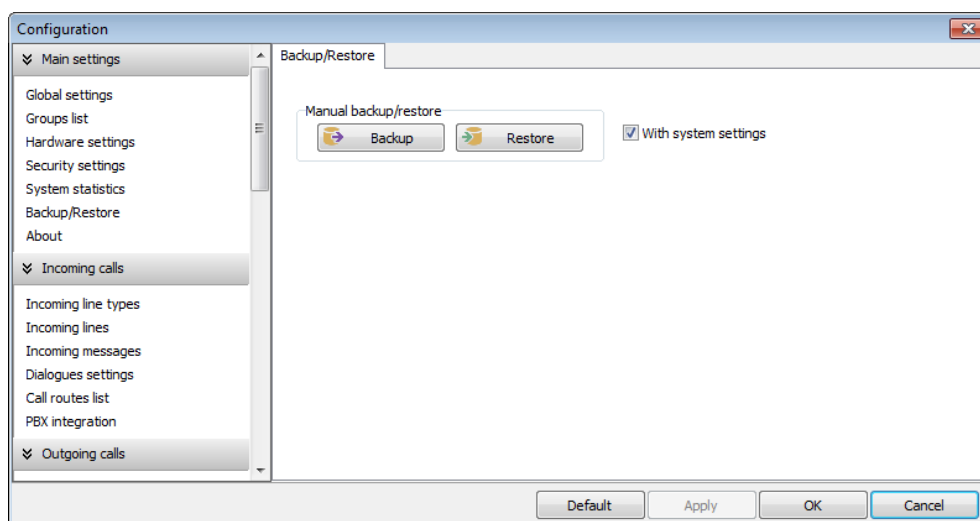 Configuration
Main settings
Global settings
Groups list
Hardware settings
Security settings
System statistics
Backup/Restore
About
Incoming calls
Incoming line types
Incoming lines
Incoming messages
Dialogues settings
Call routes list
PBX integration
Outgoing calls
Backup/Restore
Manual backup/restore
Backup Restore
With system settings
Default Apply OK Cancel